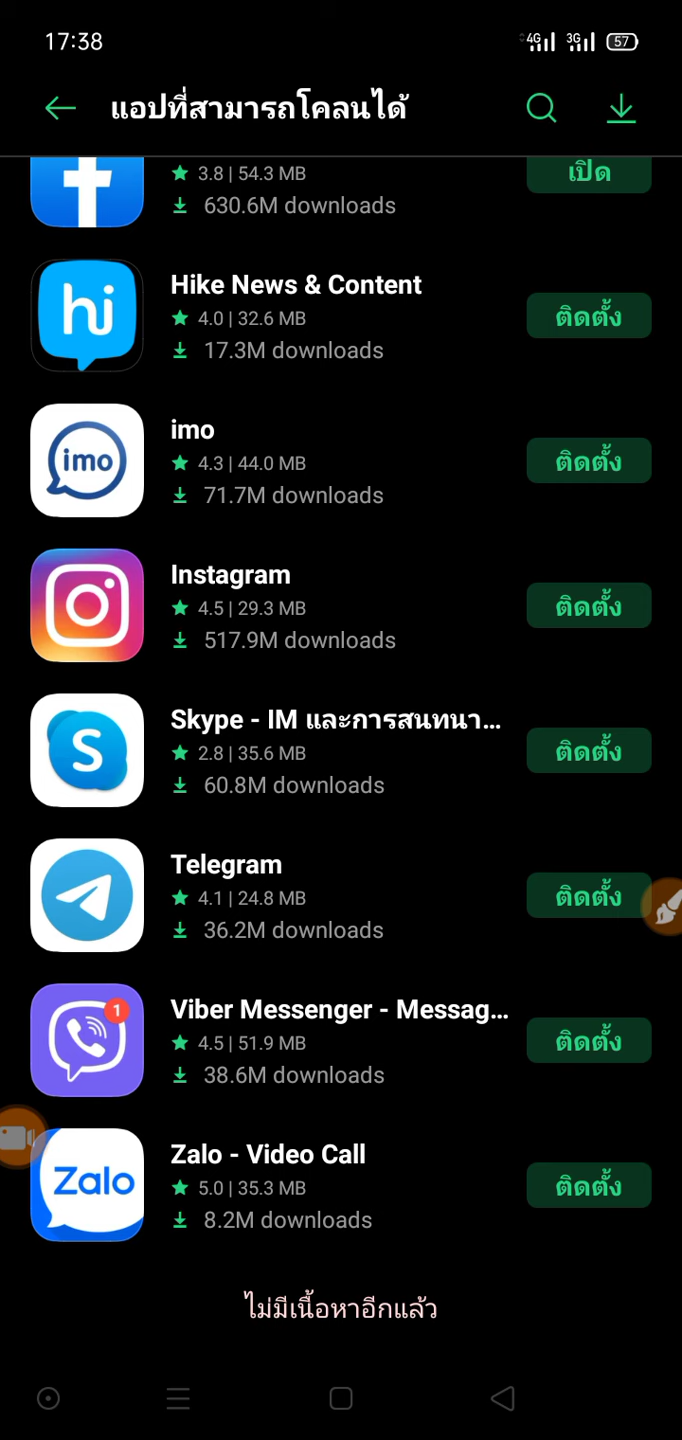 17:38
4G 3G 57
แอปที่สามารถโคลนได้
3.8 | 54.3 MB
630.6M downloads
เปิด
hi
Hike News & Content
4.0 | 32.6 MB
17.3M downloads
ติดตั้ง
imo
imo
4.3 | 44.0 MB
71.7M downloads
ติดตั้ง
Instagram
4.5 | 29.3 MB
517.9M downloads
ติดตั้ง
S
Skype - IM และการสนทนา...
2.8 | 35.6 MB
60.8M downloads
ติดตั้ง
Telegram
4.1 | 24.8 MB
36.2M downloads
ติดตั้ง
1
Viber Messenger - Messag...
4.5 | 51.9 MB
38.6M downloads
ติดตั้ง
Zalo
Zalo - Video Call
5.0 | 35.3 MB
8.2M downloads
ติดตั้ง
ไม่มีเนื้อหาอีกแล้ว